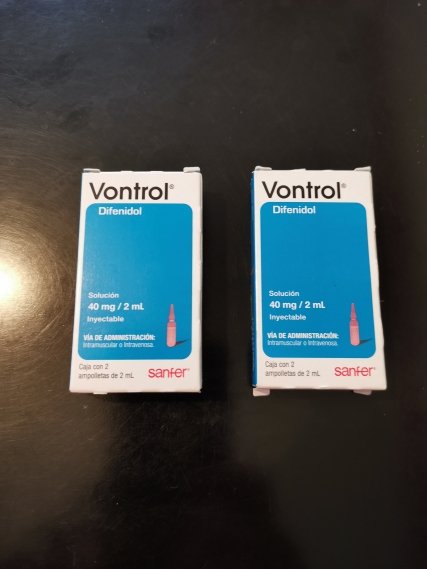 Vontrol®
Difenidol
Solución
40 mg / 2 mL
Inyectable
VÍA DE ADMINISTRACIÓN:
Intramuscular o Intravenosa.
Caja con 2
ampolletas de 2 mL
sanfer®
Vontrol®
Difenidol
Solución
40 mg / 2 mL
Inyectable
VÍA DE ADMINISTRACIÓN:
Intramuscular o Intravenosa.
Caja con 2
ampolletas de 2 mL
sanfer®